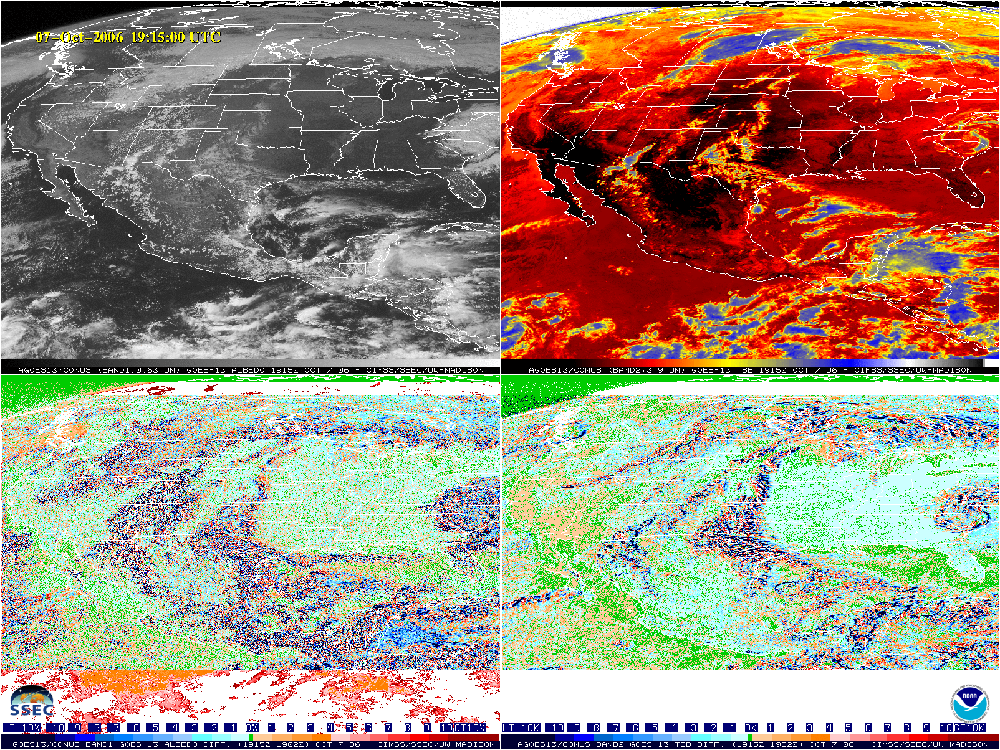 07-Oct-2006 19:15:00 UTC
AGOES13/CONUS (BAND1,0.63 UM) GOES-13 ALBEDO 1915Z OCT 7 06 - CIMSS/SSEC/UW-MADISON
AGOES13/CONUS (BAND2,3.9 UM) GOES-13 TBB 1915Z OCT 7 06 - CIMSS/SSEC/UW-MADISON
SSEC
NOAA
LT-10% -10 -9 -8 -7 -6 -5 -4 -3 -2 -1 0% 1 2 3 4 5 6 7 8 9 10GT10%
LT-10K -10 -9 -8 -7 -6 -5 -4 -3 -2 -1 0K 1 2 3 4 5 6 7 8 9 10GT10K
GOES13/CONUS BAND1 GOES-13 ALBEDO DIFF. (1915Z-1902Z) OCT 7 06 - CIMSS/SSEC/UW-MADISON
AGOES13/CONUS BAND2 GOES-13 TBB DIFF. (1915Z-1902Z) OCT 7 06 - CIMSS/SSEC/UW-MADISON